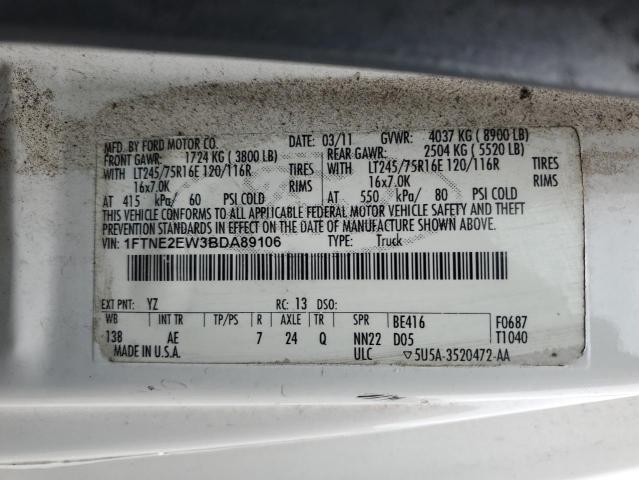 MFD. BY FORD MOTOR CO.
DATE: 03/11 GVWR: 4037 KG ( 8900 LB)
FRONT GAWR: 1724 KG ( 3800 LB) REAR GAWR: 2504 KG ( 5520 LB)
WITH LT245/75R16E 120/116R TIRES WITH LT245/75R16E 120/116R TIRES
16x7.0K RIMS 16x7.0K RIMS
AT 415 kPa/ 60 PSI COLD AT 550 kPa/ 80 PSI COLD
THIS VEHICLE CONFORMS TO ALL APPLICABLE FEDERAL MOTOR VEHICLE SAFETY AND THEFT
PREVENTION STANDARDS IN EFFECT ON THE DATE OF MANUFACTURE SHOWN ABOVE.
VIN: 1FTNE2EW3BDA89106 TYPE: Truck
EXT PNT: YZ RC: 13 DSO:
WB INT TR TP/PS R AXLE TR SPR BE416 F0687
138 AE 7 24 Q NN22 D05 T1040
MADE IN U.S.A. ULC ▽5U5A-3520472-AA